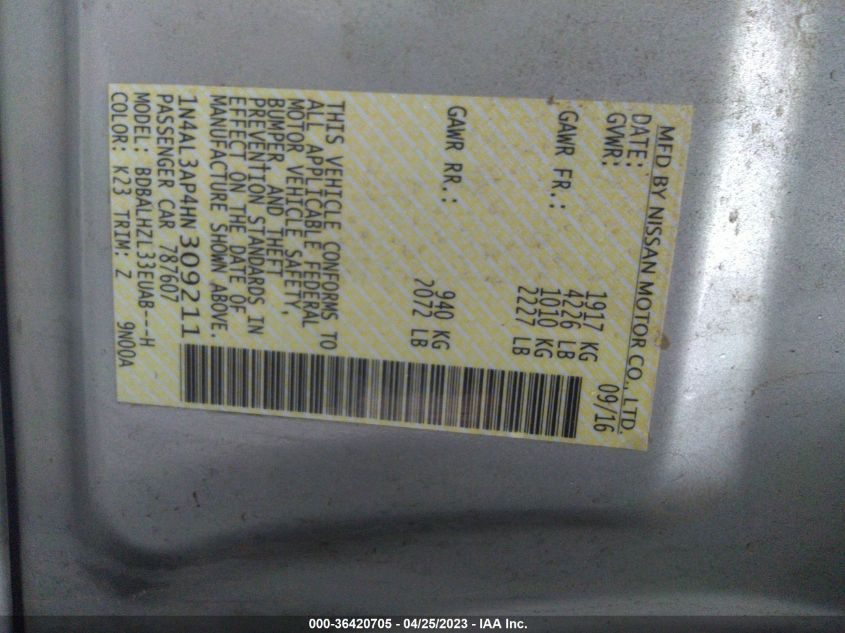 MFD BY NISSAN MOTOR CO., LTD.
DATE: 09/16
GVWR: 1917 KG
4226 LB
GAWR FR.: 1010 KG
2227 LB
GAWR RR.: 940 KG
2072 LB
THIS VEHICLE CONFORMS TO
ALL APPLICABLE FEDERAL
MOTOR VEHICLE SAFETY,
BUMPER AND THEFT
PREVENTION STANDARDS IN
EFFECT ON THE DATE OF
MANUFACTURE SHOWN ABOVE.
1N4AL3AP4HN309211
PASSENGER CAR 787607
MODEL: BDBALHZL33EUAB---H
COLOR: K23 TRIM: Z 9N00A
000-36420705 - 04/25/2023 - IAA Inc.